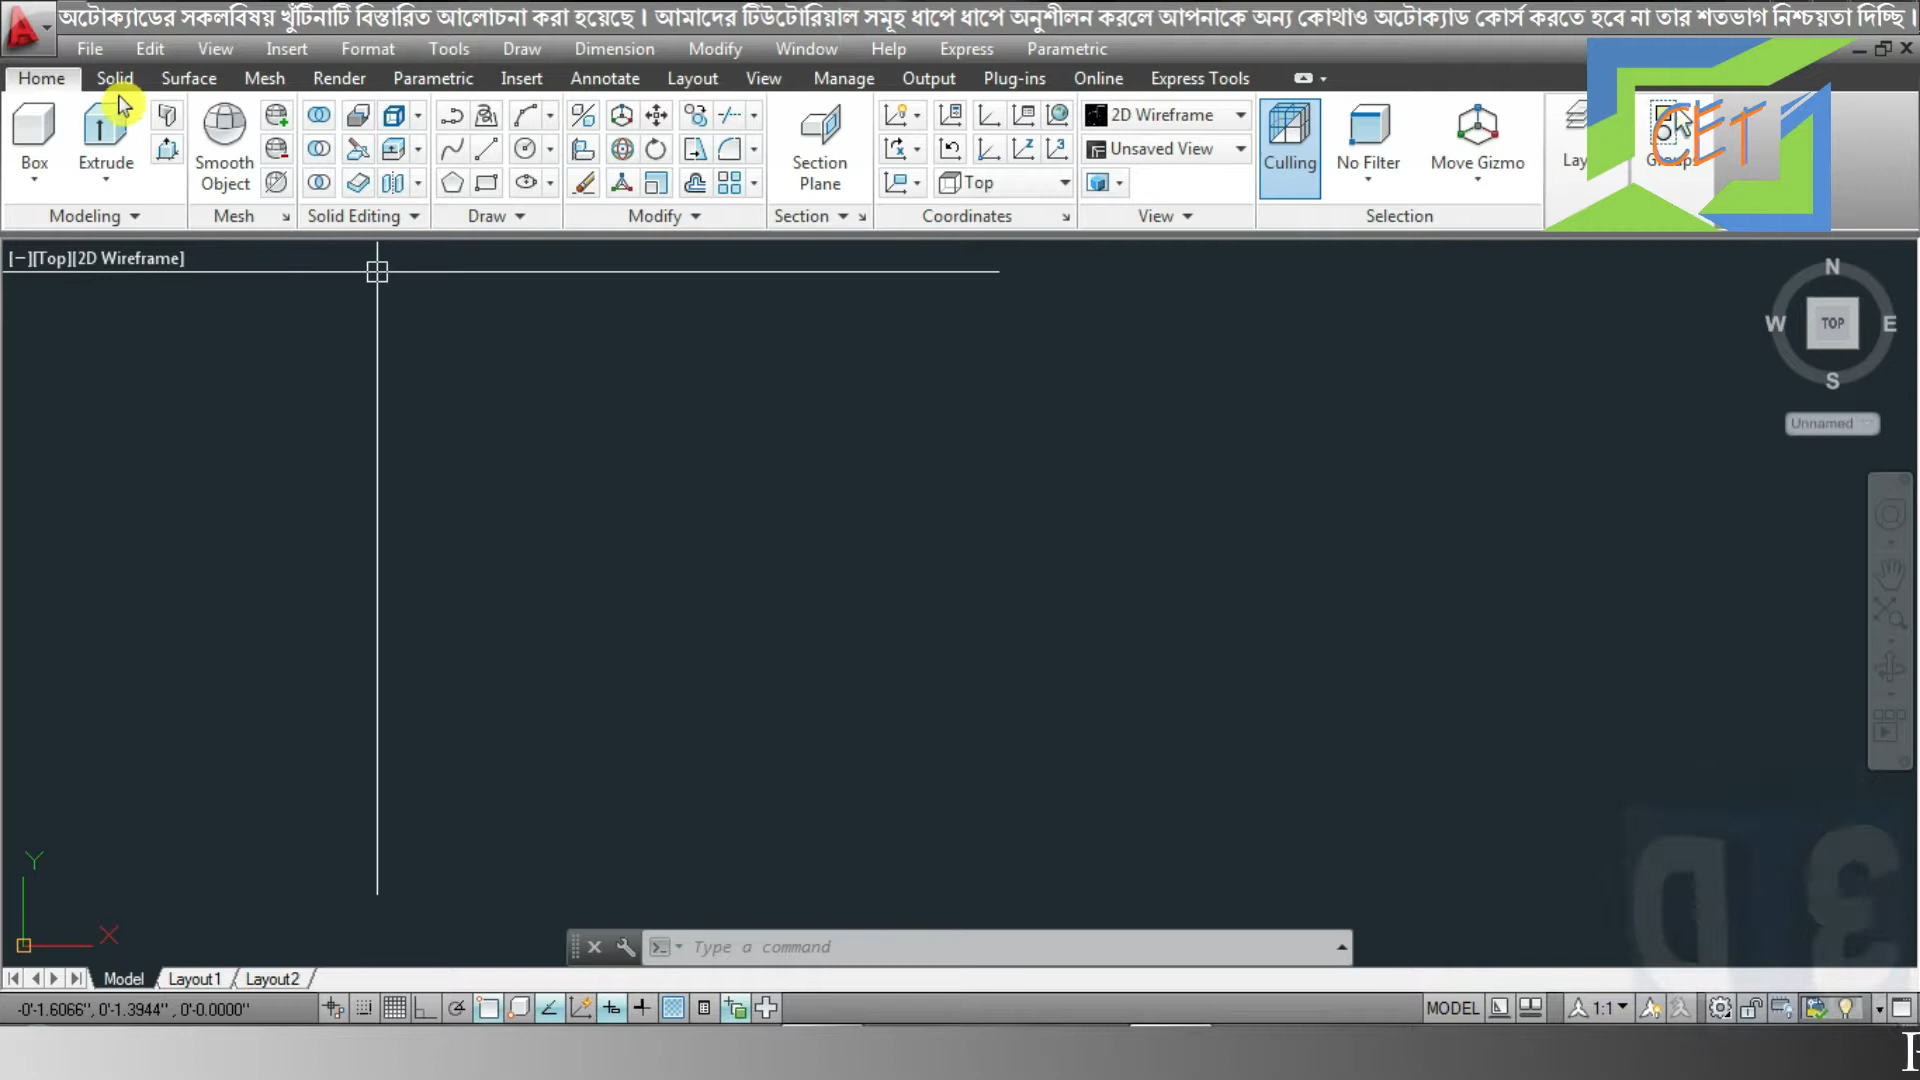 অটোক্যাডের সকলবিষয় খুঁটিনাটি বিস্তারিত আলোচনা করা হয়েছে। আমাদের টিউটোরিয়াল সমূহ ধাপে ধাপে অনুশীলন করলে আপনাকে অন্য কোথাও অটোক্যাড কোর্স করতে হবে না তার শতভাগ নিশ্চয়তা দিচ্ছি।
File Edit View Insert Format Tools Draw Dimension Modify Window Help Express Parametric
Home Solid Surface Mesh Render Parametric Insert Annotate Layout View Manage Output Plug-ins Online Express Tools
2D Wireframe
CET
Unsaved View
Box Extrude Smooth Object Section Plane Culling No Filter Move Gizmo Groups
Top
Modeling Mesh Solid Editing Draw Modify Section Coordinates View Selection
[−][Top][2D Wireframe]
N
W TOP E
S
Unnamed
Y
X
3 D
Type a command
Model Layout1 Layout2
-0'-1.6066", 0'-1.3944" , 0'-0.0000" MODEL 1:1